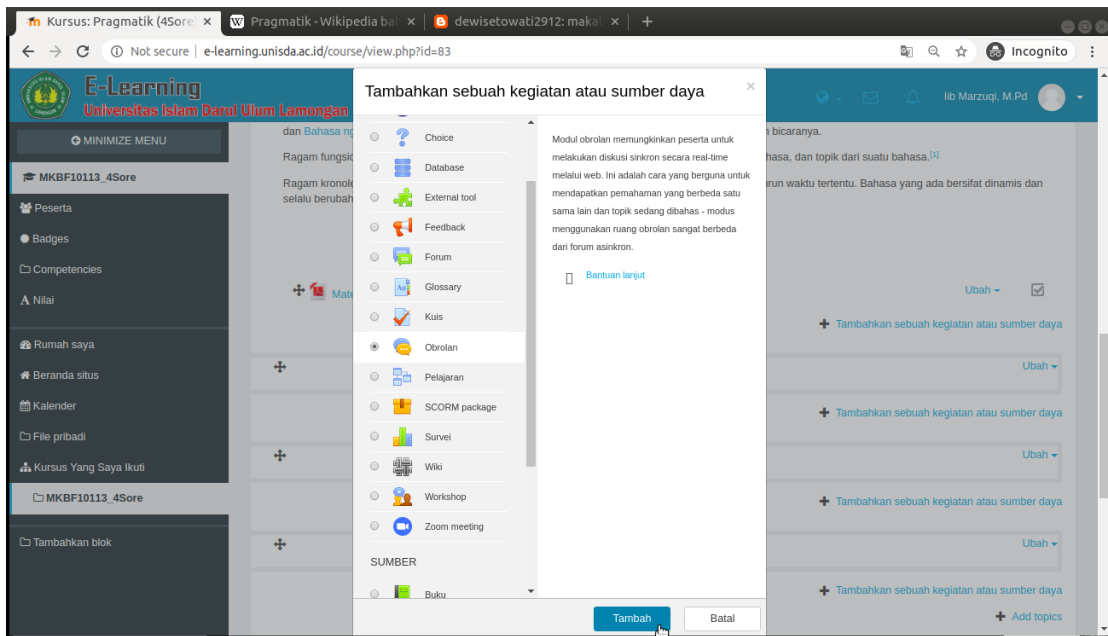 Kursus: Pragmatik (4Sore)
Pragmatik - Wikipedia bah
dewisetowati2912: makal
Not secure | e-learning.unisda.ac.id/course/view.php?id=83
Incognito
E-Learning
Universitas Islam Darul Ulum Lamongan
Iib Marzuqi, M.Pd
MINIMIZE MENU
MKBF10113_4Sore
Peserta
Badges
Competencies
Nilai
Rumah saya
Beranda situs
Kalender
File pribadi
Kursus Yang Saya Ikuti
MKBF10113_4Sore
Tambahkan blok
dan Bahasa ng
bicaranya.
Ragam fungsio
hasa, dan topik dari suatu bahasa.[1]
Ragam kronole
urun waktu tertentu. Bahasa yang ada bersifat dinamis dan
selalu berubah
Mate
Ubah
Tambahkan sebuah kegiatan atau sumber daya
Ubah
Tambahkan sebuah kegiatan atau sumber daya
Ubah
Tambahkan sebuah kegiatan atau sumber daya
Ubah
Tambahkan sebuah kegiatan atau sumber daya
Add topics
Tambahkan sebuah kegiatan atau sumber daya
Choice
Database
External tool
Feedback
Forum
Glossary
Kuis
Obrolan
Pelajaran
SCORM package
Survei
Wiki
Workshop
Zoom meeting
SUMBER
Buku
Modul obrolan memungkinkan peserta untuk
melakukan diskusi sinkron secara real-time
melalui web. Ini adalah cara yang berguna untuk
mendapatkan pemahaman yang berbeda satu
sama lain dan topik sedang dibahas - modus
menggunakan ruang obrolan sangat berbeda
dari forum asinkron.
Bantuan lanjut
Tambah
Batal